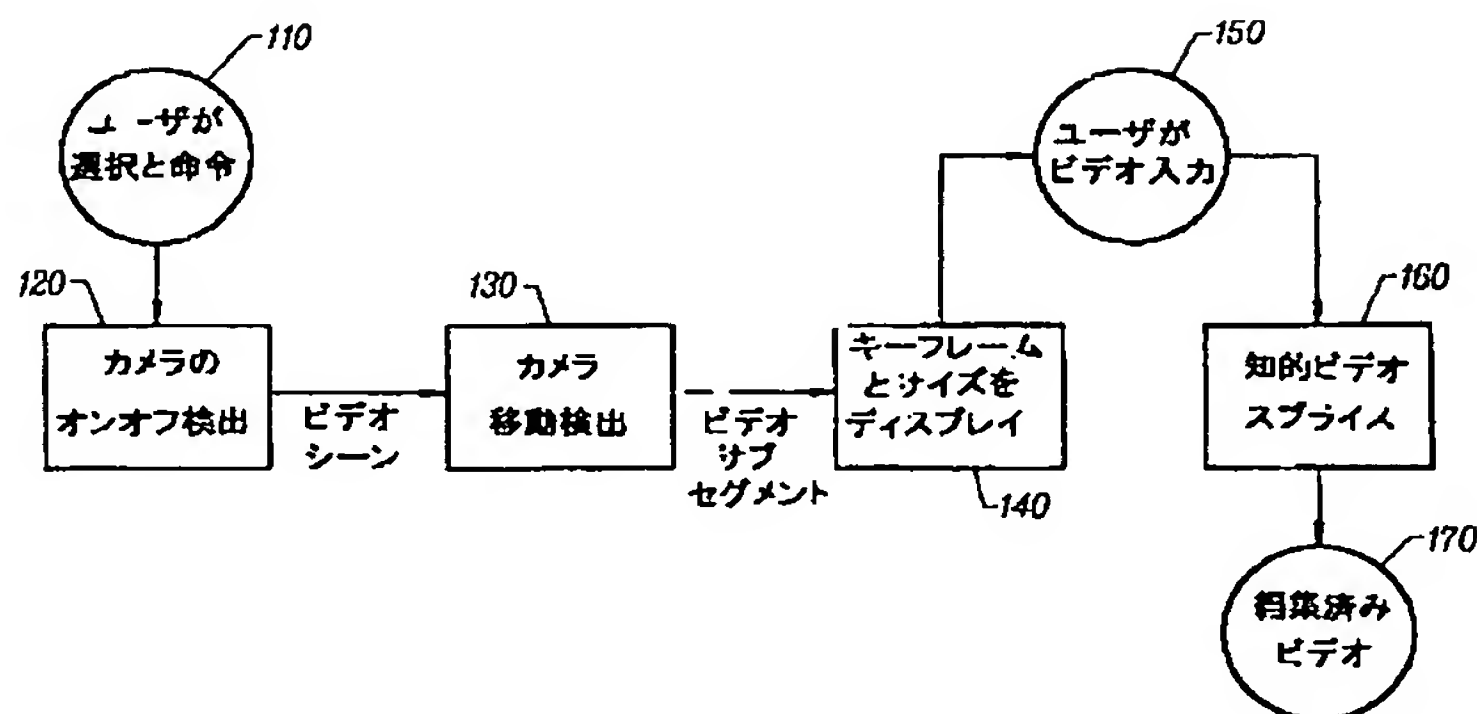 110
ユーザが
選択と命令
120
カメラの
オンオフ検出
ビデオ
シーン
130
カメラ
移動検出
ビデオ
サブ
セグメント
キーフレーム
とサイズを
ディスプレイ
140
150
ユーザが
ビデオ入力
160
知的ビデオ
スプライス
170
編集済み
ビデオ